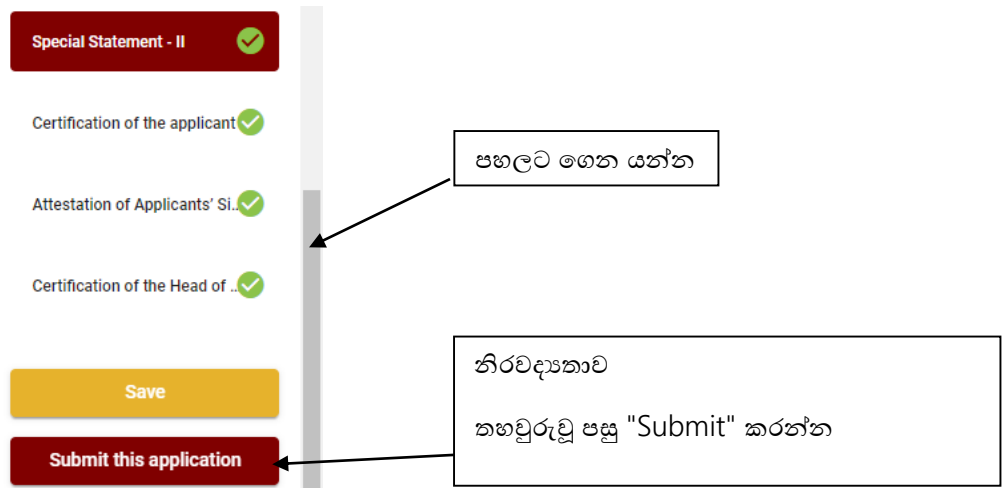 Special Statement - II
Certification of the applicant
Attestation of Applicants' Si..
Certification of the Head of ..
Save
Submit this application
පහලට ගෙන යන්න
නිරවද්‍යතාව
තහවුරුවූ පසු "Submit" කරන්න